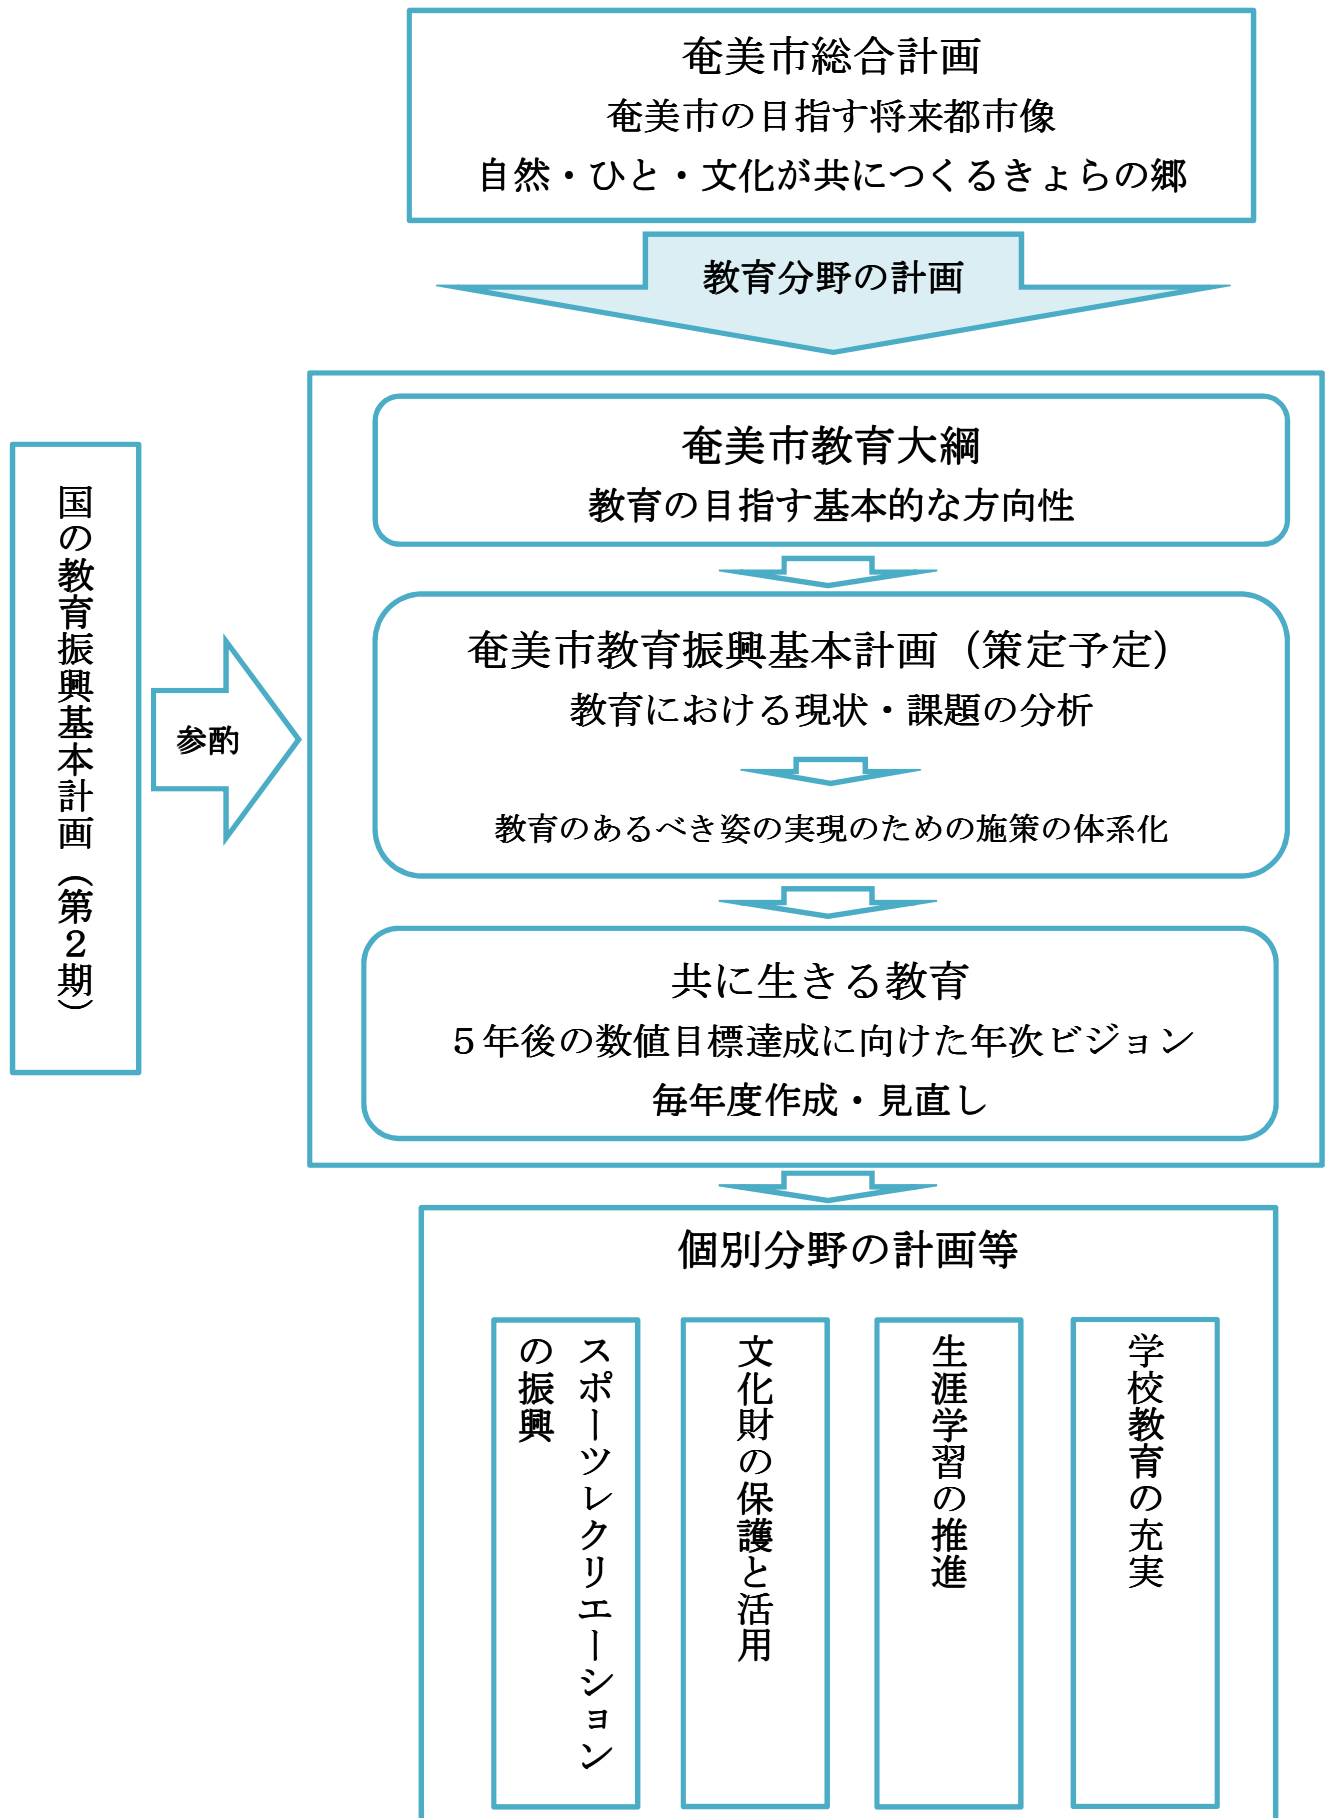 奄美市総合計画
奄美市の目指す将来都市像
自然・ひと・文化が共につくるきょらの郷
教育分野の計画
国の教育振興基本計画（第２期）
参酌
奄美市教育大綱
教育の目指す基本的な方向性
奄美市教育振興基本計画（策定予定）
教育における現状・課題の分析
教育のあるべき姿の実現のための施策の体系化
共に生きる教育
５年後の数値目標達成に向けた年次ビジョン
毎年度作成・見直し
個別分野の計画等
学校教育の充実
生涯学習の推進
文化財の保護と活用
スポーツレクリエーション
の振興